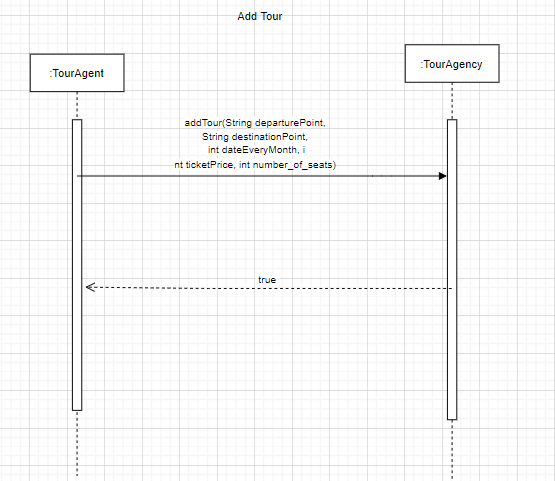 Add Tour
:TourAgent
:TourAgency
addTour(String departurePoint,
String destinationPoint,
int dateEveryMonth, i
nt ticketPrice, int number_of_seats)
true